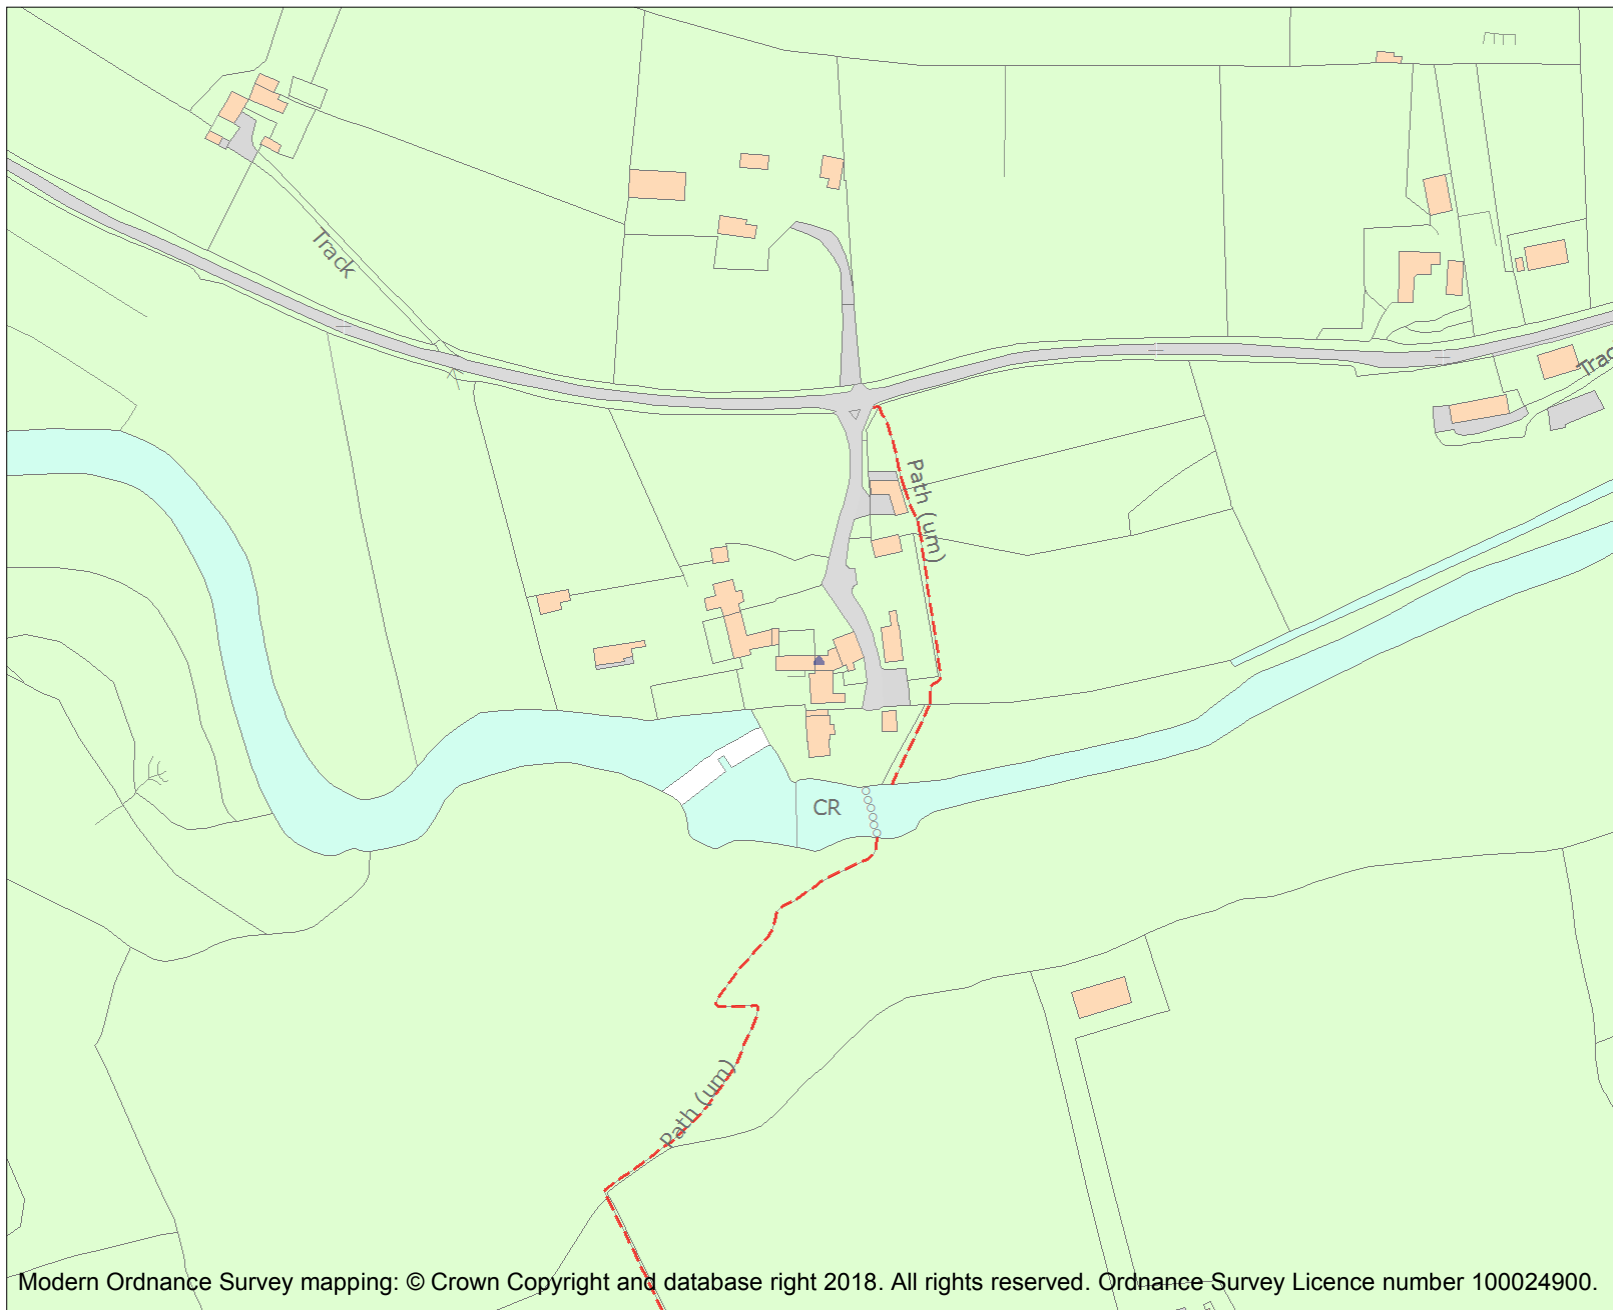 Track
Trac
Path (um)
CR
Path (um)
Modern Ordnance Survey mapping: © Crown Copyright and database right 2018. All rights reserved. Ordnance Survey Licence number 100024900.